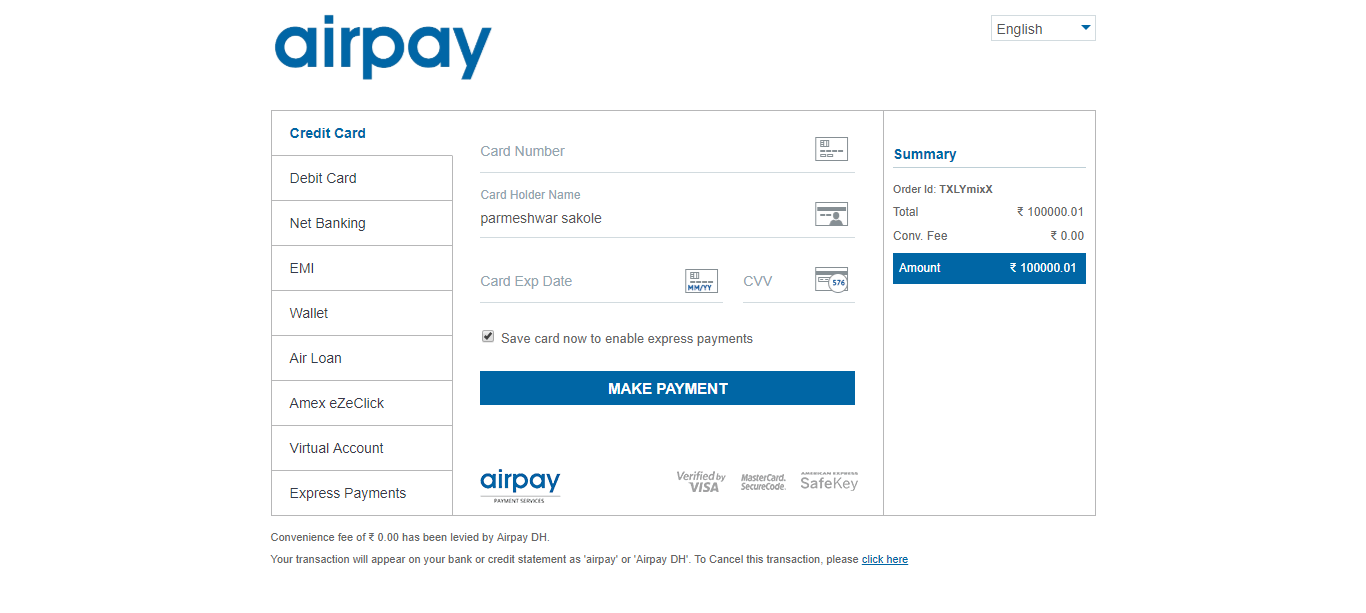 airpay
English
Credit Card
Debit Card
Net Banking
EMI
Wallet
Air Loan
Amex eZeClick
Virtual Account
Express Payments
Card Number
Card Holder Name
parmeshwar sakole
Card Exp Date
MM/YY
CVV
576
Save card now to enable express payments
MAKE PAYMENT
airpay
PAYMENT SERVICES
Verified by
VISA
MasterCard.
SecureCode.
AMERICAN EXPRESS
SafeKey
Summary
Order Id: TXLYmixX
Total ₹ 100000.01
Conv. Fee ₹ 0.00
Amount ₹ 100000.01
Convenience fee of ₹ 0.00 has been levied by Airpay DH.
Your transaction will appear on your bank or credit statement as 'airpay' or 'Airpay DH'. To Cancel this transaction, please click here